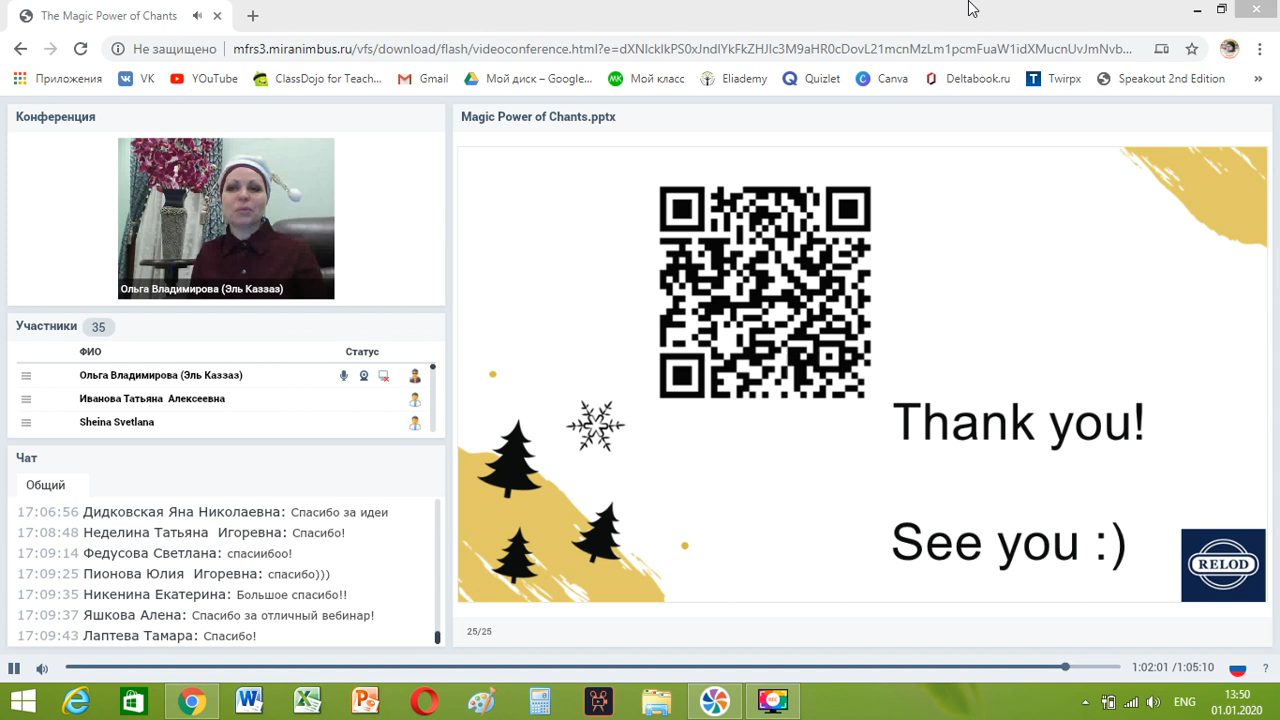 The Magic Power of Chants
Не защищено mfrs3.miranimbus.ru/vfs/download/flash/videoconference.html?e=
Приложения VK YOutube ClassDojo for Teach... Gmail Мой диск – Google... Мой класс Eliademy Quizlet Canva Deltabook.ru Twirpx Speakout 2nd Edition »
Конференция
Ольга Владимирова (Эль Каззаз)
Участники 35
ФИО Статус
Ольга Владимирова (Эль Каззаз)
Иванова Татьяна Алексеевна
Sheina Svetlana
Чат
Общий
17:06:56 Дидковская Яна Николаевна: Спасибо за идеи
17:08:48 Неделина Татьяна Игоревна: Спасибо!
17:09:14 Федусова Светлана: спасиибоо!
17:09:25 Пионова Юлия Игоревна: спасибо)))
17:09:35 Никенина Екатерина: Большое спасибо!!
17:09:37 Яшкова Алена: Спасибо за отличный вебинар!
17:09:43 Лаптева Тамара: Спасибо!
Magic Power of Chants.pptx
Thank you!
See you :)
RELOD
25/25
1:02:01 / 1:05:10 ?
ENG
13:50
01.01.2020